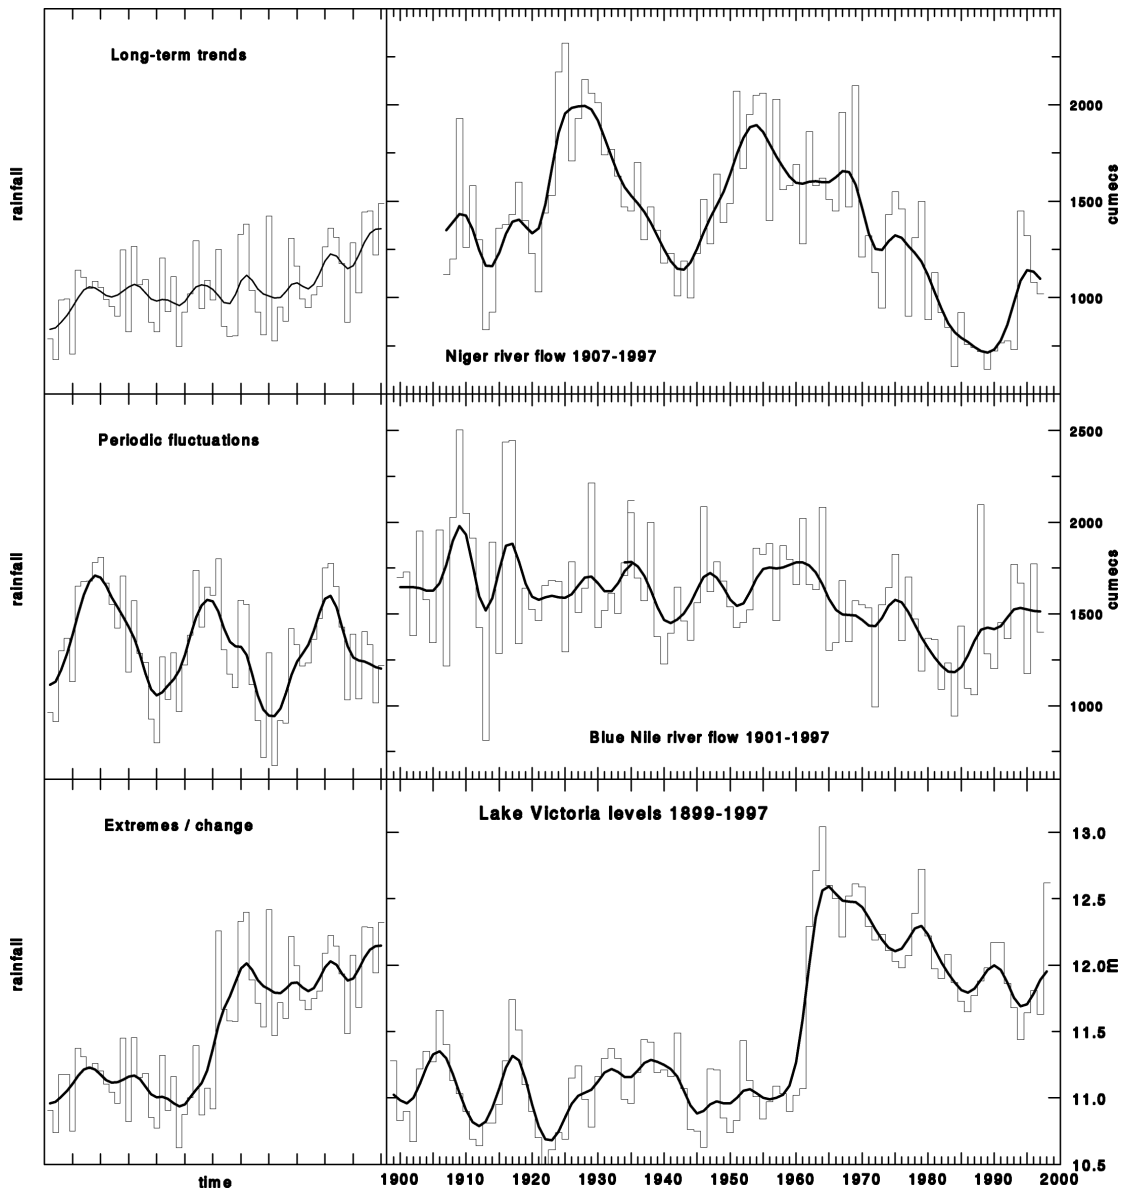 Long-term trends
rainfall
2000
1500
1000
cumecs
Niger river flow 1907-1997
Periodic fluctuations
rainfall
2500
2000
1500
1000
cumecs
Blue Nile river flow 1901-1997
Extremes / change
rainfall
Lake Victoria levels 1899-1997
13.0
12.5
12.0
m
11.5
11.0
10.5
time
1900 1910 1920 1930 1940 1950 1960 1970 1980 1990 2000